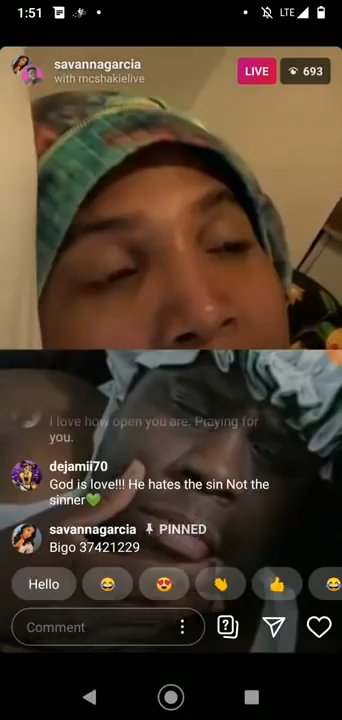 1:51
LTE
savannagarcia
with mcshakielive
LIVE
693
I love how open you are. Praying for
you.
dejamii70
God is love!!! He hates the sin Not the
sinner💚
savannagarcia PINNED
Bigo 37421229
Hello
Comment